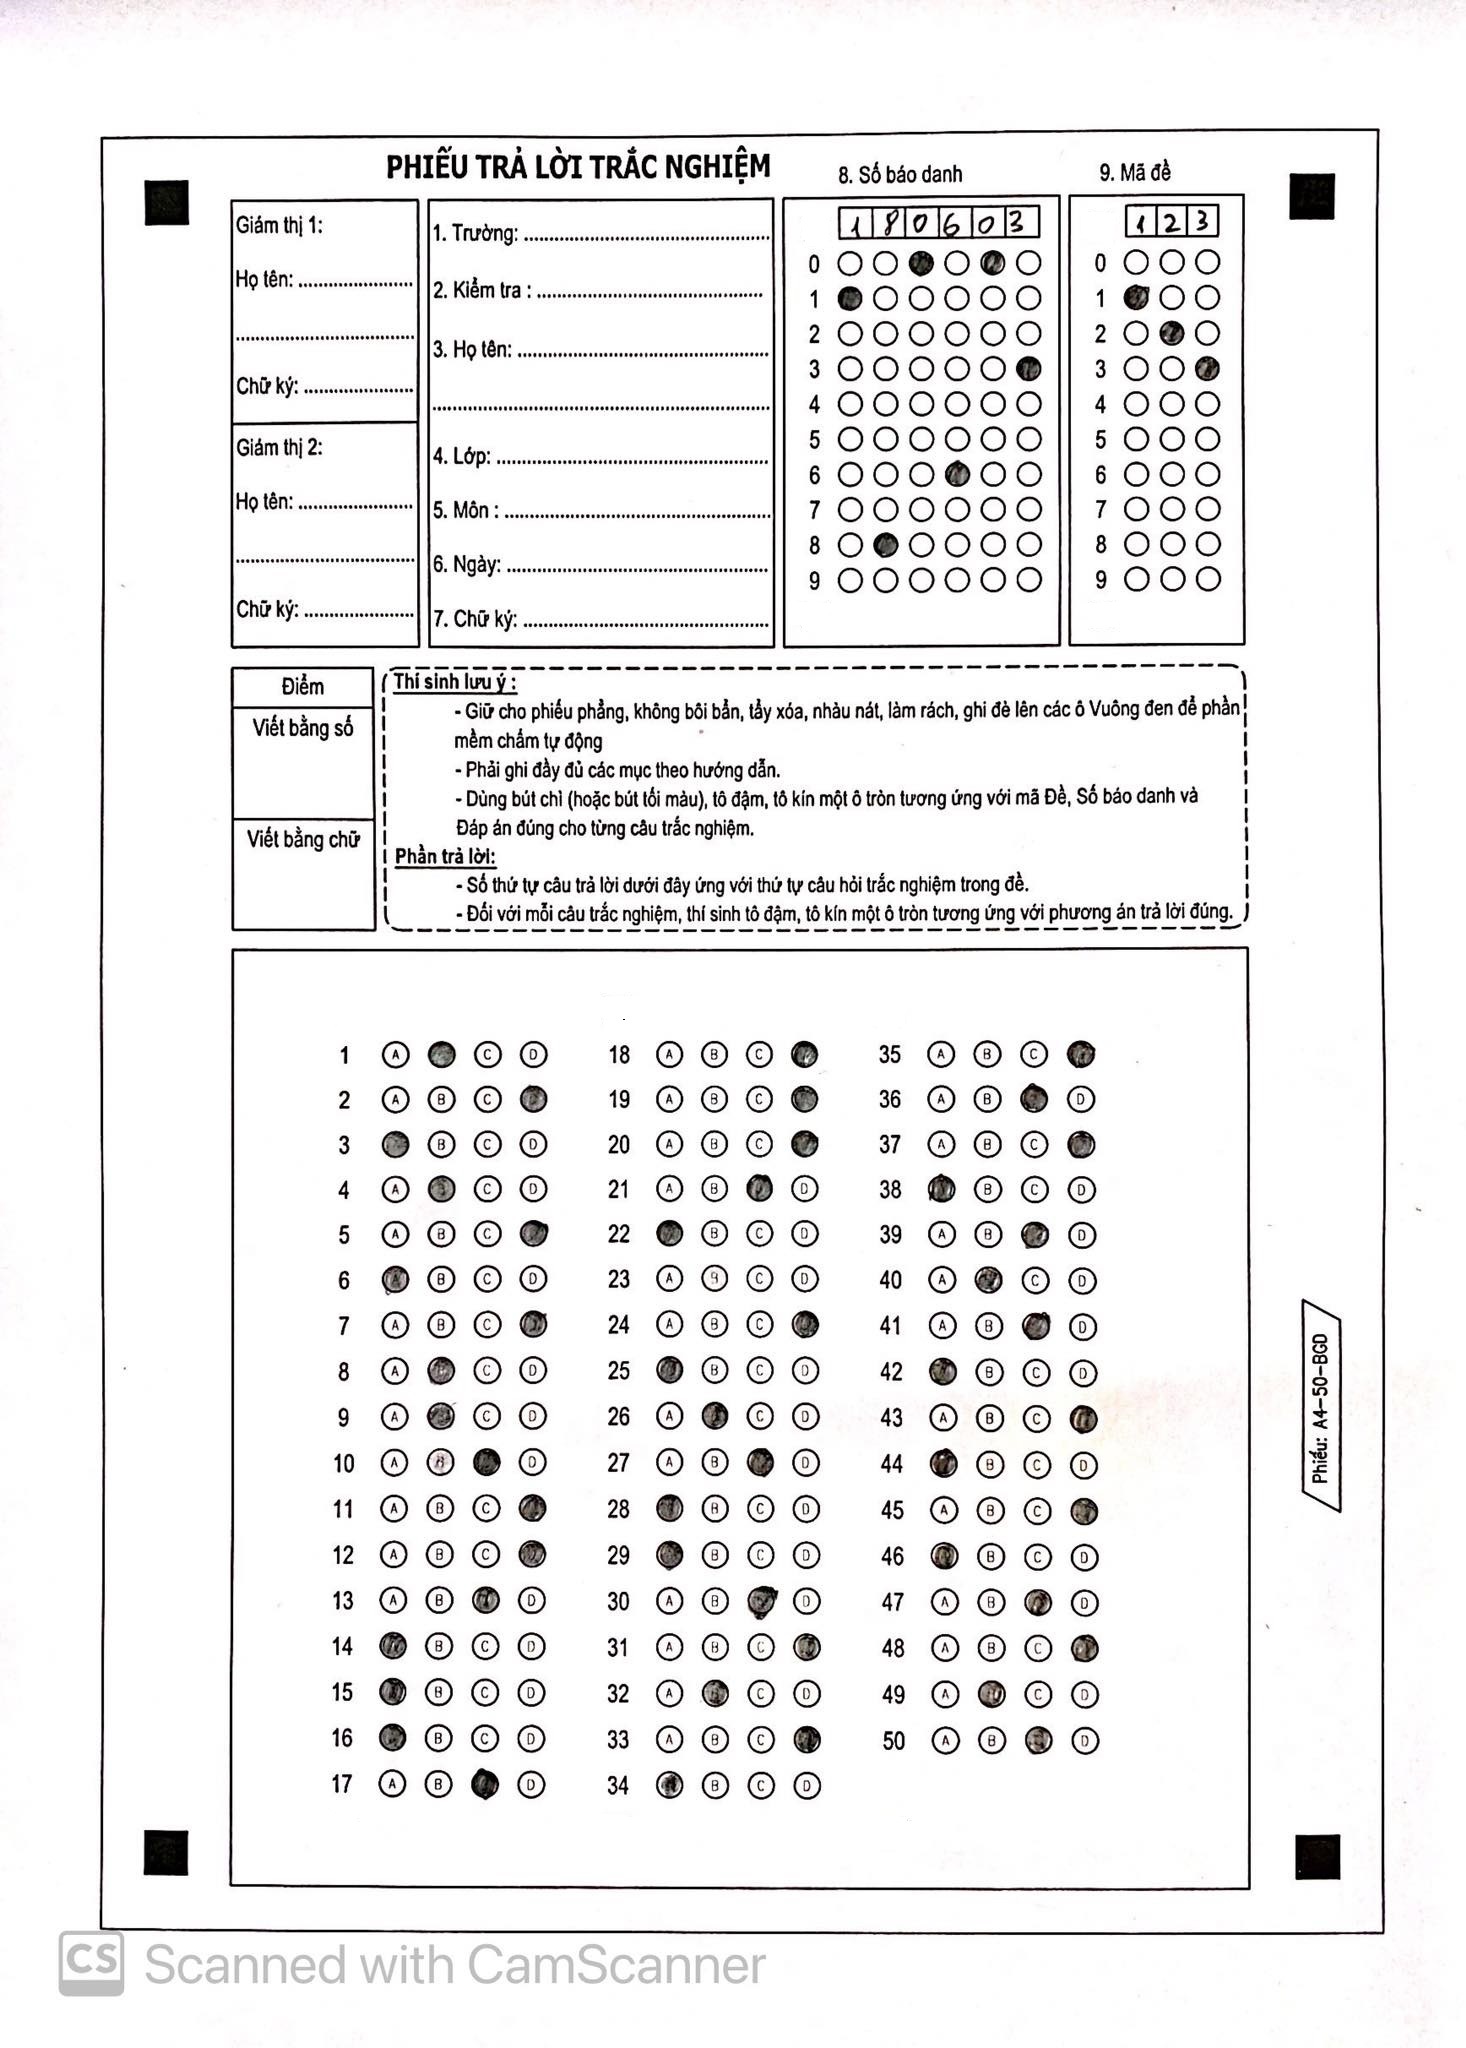 PHIẾU TRẢ LỜI TRẮC NGHIỆM
8. Số báo danh
9. Mã đề
Giám thị 1:
Họ tên:
Chữ ký:
Giám thị 2:
Họ tên:
Chữ ký:
1. Trường:
2. Kiểm tra :
3. Họ tên:
4. Lớp:
5. Môn :
6. Ngày:
7. Chữ ký:
1 8 0 6 0 3
0
1
2
3
4
5
6
7
8
9
1 2 3
0
1
2
3
4
5
6
7
8
9
Điểm
Viết bằng số
Viết bằng chữ
Thí sinh lưu ý :
- Giữ cho phiếu phẳng, không bôi bẩn, tẩy xóa, nhàu nát, làm rách, ghi đè lên các ô Vuông đen để phần
mềm chấm tự động
- Phải ghi đầy đủ các mục theo hướng dẫn.
- Dùng bút chì (hoặc bút tối màu), tô đậm, tô kín một ô tròn tương ứng với mã Đề, Số báo danh và
Đáp án đúng cho từng câu trắc nghiệm.
Phần trả lời:
- Số thứ tự câu trả lời dưới đây ứng với thứ tự câu hỏi trắc nghiệm trong đề.
- Đối với mỗi câu trắc nghiệm, thí sinh tô đậm, tô kín một ô tròn tương ứng với phương án trả lời đúng.
1 A C D
2 A B C
3 B C D
4 A C D
5 A B C
6 A B C D
7 A B C
8 A C D
9 A C D
10 A B D
11 A B C
12 A B C
13 A B D
14 B C D
15 B C D
16 B C D
17 A B D
18 A B C
19 A B C
20 A B C
21 A B D
22 B C D
23 A B C D
24 A B C
25 B C D
26 A C D
27 A B D
28 B C D
29 B C D
30 A B D
31 A B C
32 A C D
33 A B C
34 B C D
35 A B C
36 A B D
37 A B C
38 B C D
39 A B D
40 A C D
41 A B D
42 B C D
43 A B C
44 B C D
45 A B C
46 B C D
47 A B D
48 A B C
49 A C D
50 A B D
Phiếu: A4-50-BGD
CS Scanned with CamScanner